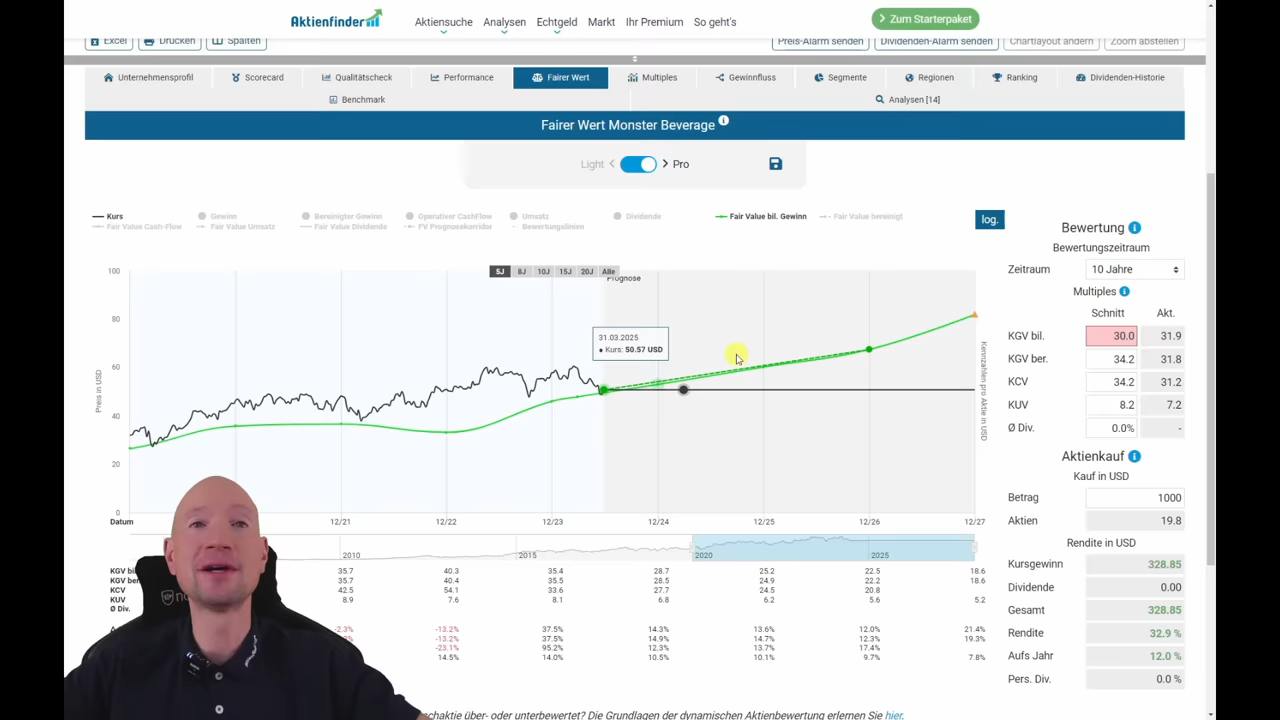 Aktienfinder
Aktiensuche Analysen Echtgeld Markt Ihr Premium So geht's
Zum Starterpaket
Excel Drucken Spalten Preis-Alarm senden Dividenden-Alarm senden Chartlayout ändern Zoom abstellen
Unternehmensprofil Scorecard Qualitätscheck Performance Fairer Wert Multiples Gewinnfluss Segmente Regionen Ranking Dividenden-Historie
Benchmark Analysen [14]
Fairer Wert Monster Beverage
Light Pro
Kurs Gewinn Bereinigter Gewinn Operativer CashFlow Umsatz Dividende Fair Value bil. Gewinn Fair Value bereinigt
Fair Value Cash-Flow Fair Value Umsatz Fair Value Dividende FV Prognosekorridor Bewertungslinien
log.
5J 8J 10J 15J 20J Alle
Prognose
100
80
60
40
20
0
Preis in USD
31.03.2025
Kurs: 50.57 USD
Kennzahlen pro Aktie in USD
Datum 12/21 12/22 12/23 12/24 12/25 12/26 12/27
2010 2015 2020 2025
KGV bi 35.7 40.3 35.4 28.7 25.2 22.2 18.6
KGV ber 35.7 40.4 35.5 28.5 24.9 22.5 18.6
KCV 42.5 54.1 33.6 27.7 24.5 20.8
KUV 8.9 7.6 8.1 6.8 6.2 5.6 5.2
Ø Div.
-2.3% -13.2% 37.5% 14.3% 13.6% 12.0% 21.4%
-13.2% 37.5% 14.9% 14.7% 12.3% 19.3%
-23.1% 95.2% 12.3% 13.7% 17.4%
14.5% 14.0% 10.5% 10.1% 9.7% 7.8%
Bewertung
Bewertungszeitraum
Zeitraum 10 Jahre
Multiples
Schnitt Akt.
KGV bil. 30.0 31.9
KGV ber. 34.2 31.8
KCV 34.2 31.2
KUV 8.2 7.2
Ø Div. 0.0% -
Aktienkauf
Kauf in USD
Betrag 1000
Aktien 19.8
Rendite in USD
Kursgewinn 328.85
Dividende 0.00
Gesamt 328.85
Rendite 32.9 %
Aufs Jahr 12.0 %
Pers. Div. 0.0 %
chaktie über- oder unterbewertet? Die Grundlagen der dynamischen Aktienbewertung erlernen Sie hier.